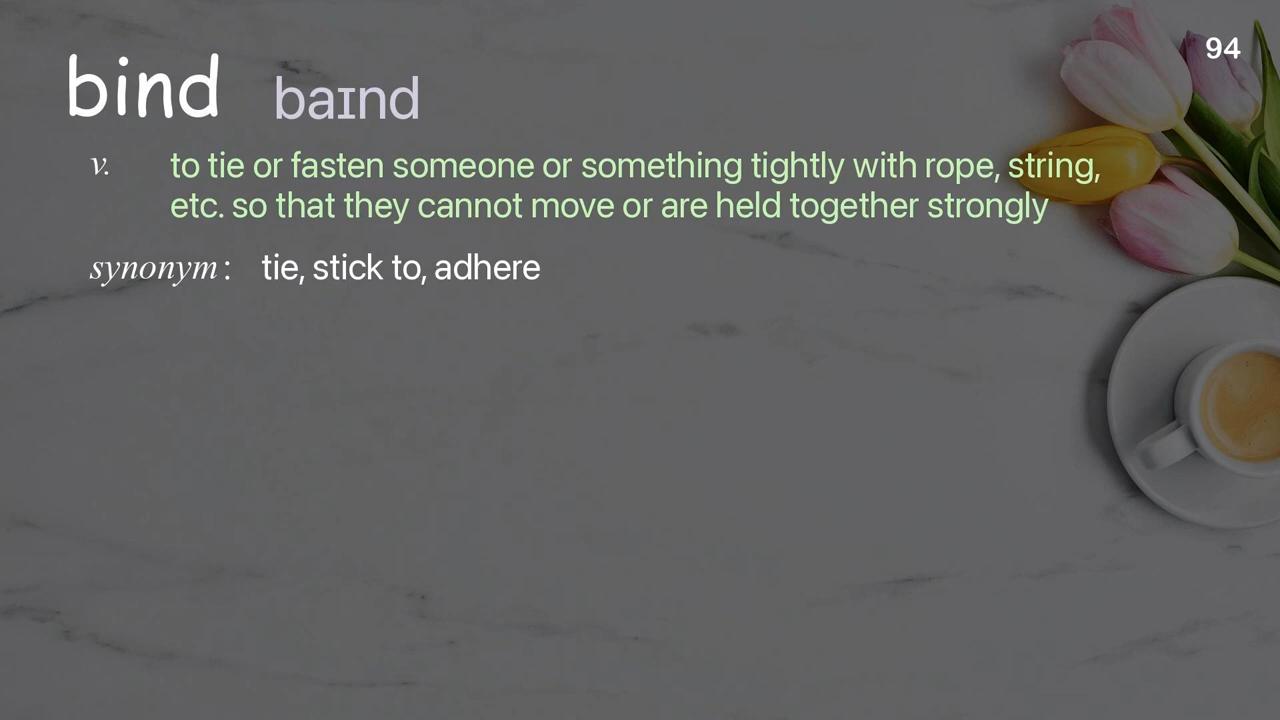 94
bind baɪnd
v. to tie or fasten someone or something tightly with rope, string,
etc. so that they cannot move or are held together strongly
synonym : tie, stick to, adhere